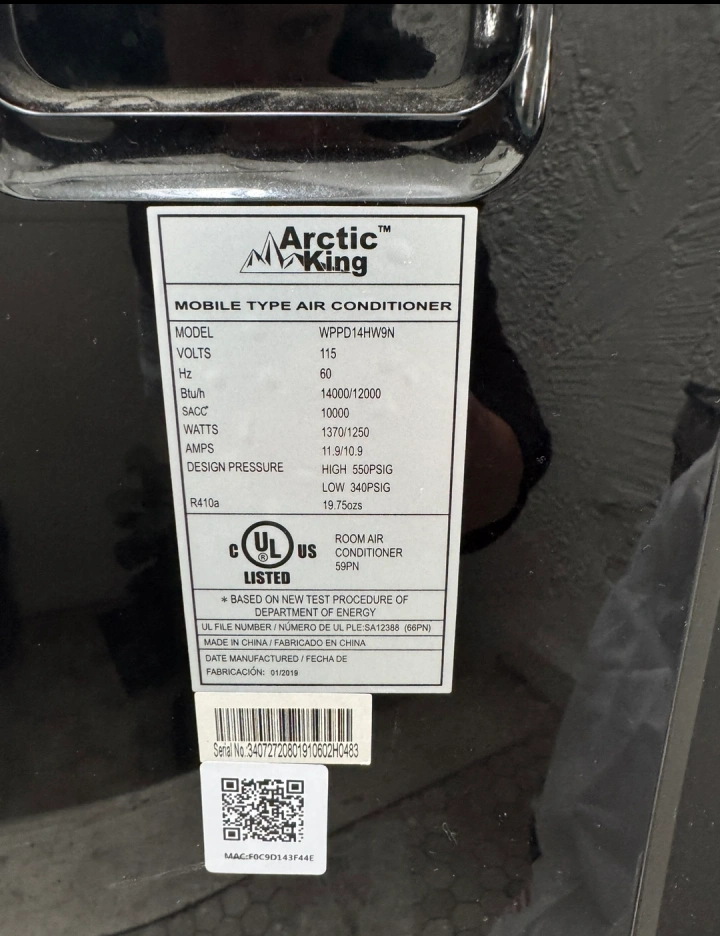 Arctic™
King
MOBILE TYPE AIR CONDITIONER
MODEL WPPD14HW9N
VOLTS 115
Hz 60
Btu/h 14000/12000
SACC* 10000
WATTS 1370/1250
AMPS 11.9/10.9
DESIGN PRESSURE HIGH 550PSIG
LOW 340PSIG
R410a 19.75ozs
C UL® US
LISTED
ROOM AIR
CONDITIONER
59PN
* BASED ON NEW TEST PROCEDURE OF
DEPARTMENT OF ENERGY
UL FILE NUMBER / NÚMERO DE UL PLE:SA12388 (66PN)
MADE IN CHINA / FABRICADO EN CHINA
DATE MANUFACTURED / FECHA DE
FABRICACIÓN: 01/2019
Serial No.:34072720801910602H0483
MAC:F0C9D143F44E